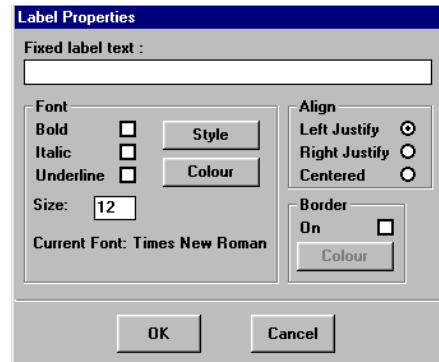 Label Properties
Fixed label text :
Font
Bold
Italic
Underline
Style
Colour
Size: 12
Current Font: Times New Roman
Align
Left Justify
Right Justify
Centered
Border
On
Colour
OK
Cancel